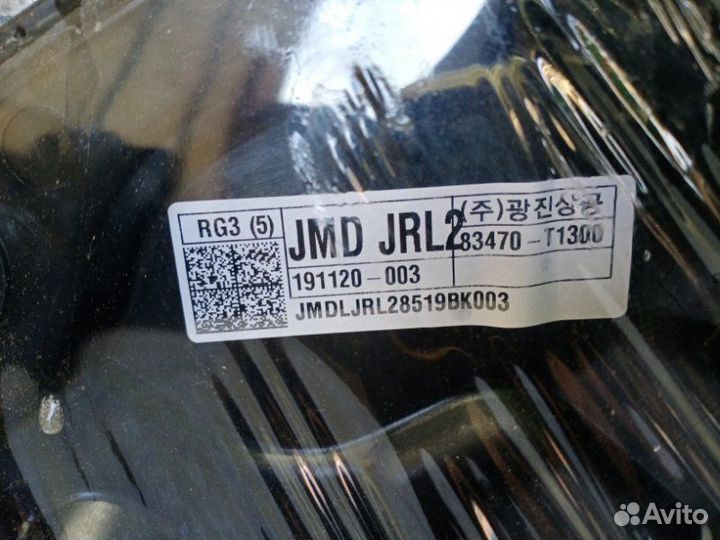 RG3 (5)
JMD JRL2
(주)광진상공
83470-T1300
191120-003
JMDLJRL28519BK003
Avito